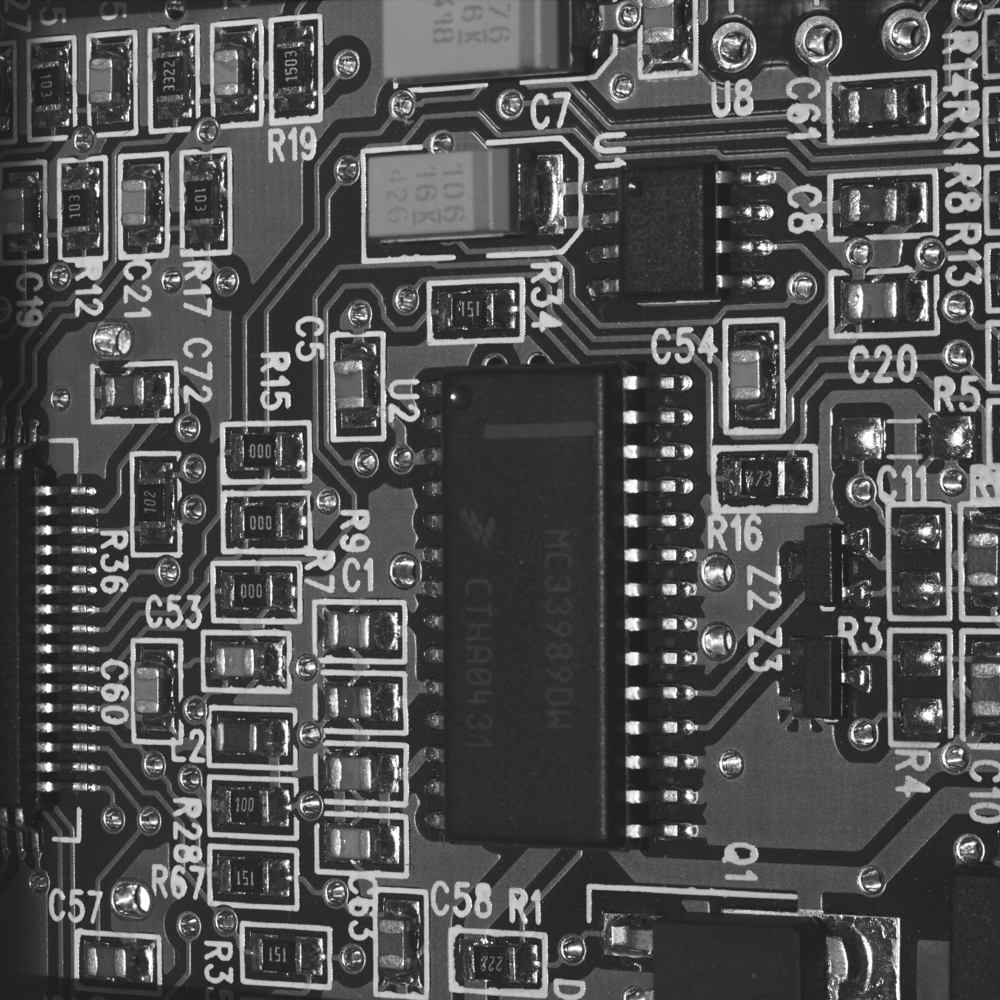 76
6K
448
103
3322
1503
R19
C7
U8
C61
R14
R11
U1
106
16K
426
103
103
C8
R8
R13
C19
R12
C21
R17
R34
151
C5
C54
C20
C72
R15
U2
R5
000
473
C11
102
000
R9
R16
R36
R7
C1
000
MC33989DW
CTHA0431
Z2
C53
R3
Z3
C60
R4
C10
100
R28
Q1
151
R67
C57
C63
C58
R1
151
222
R35
D